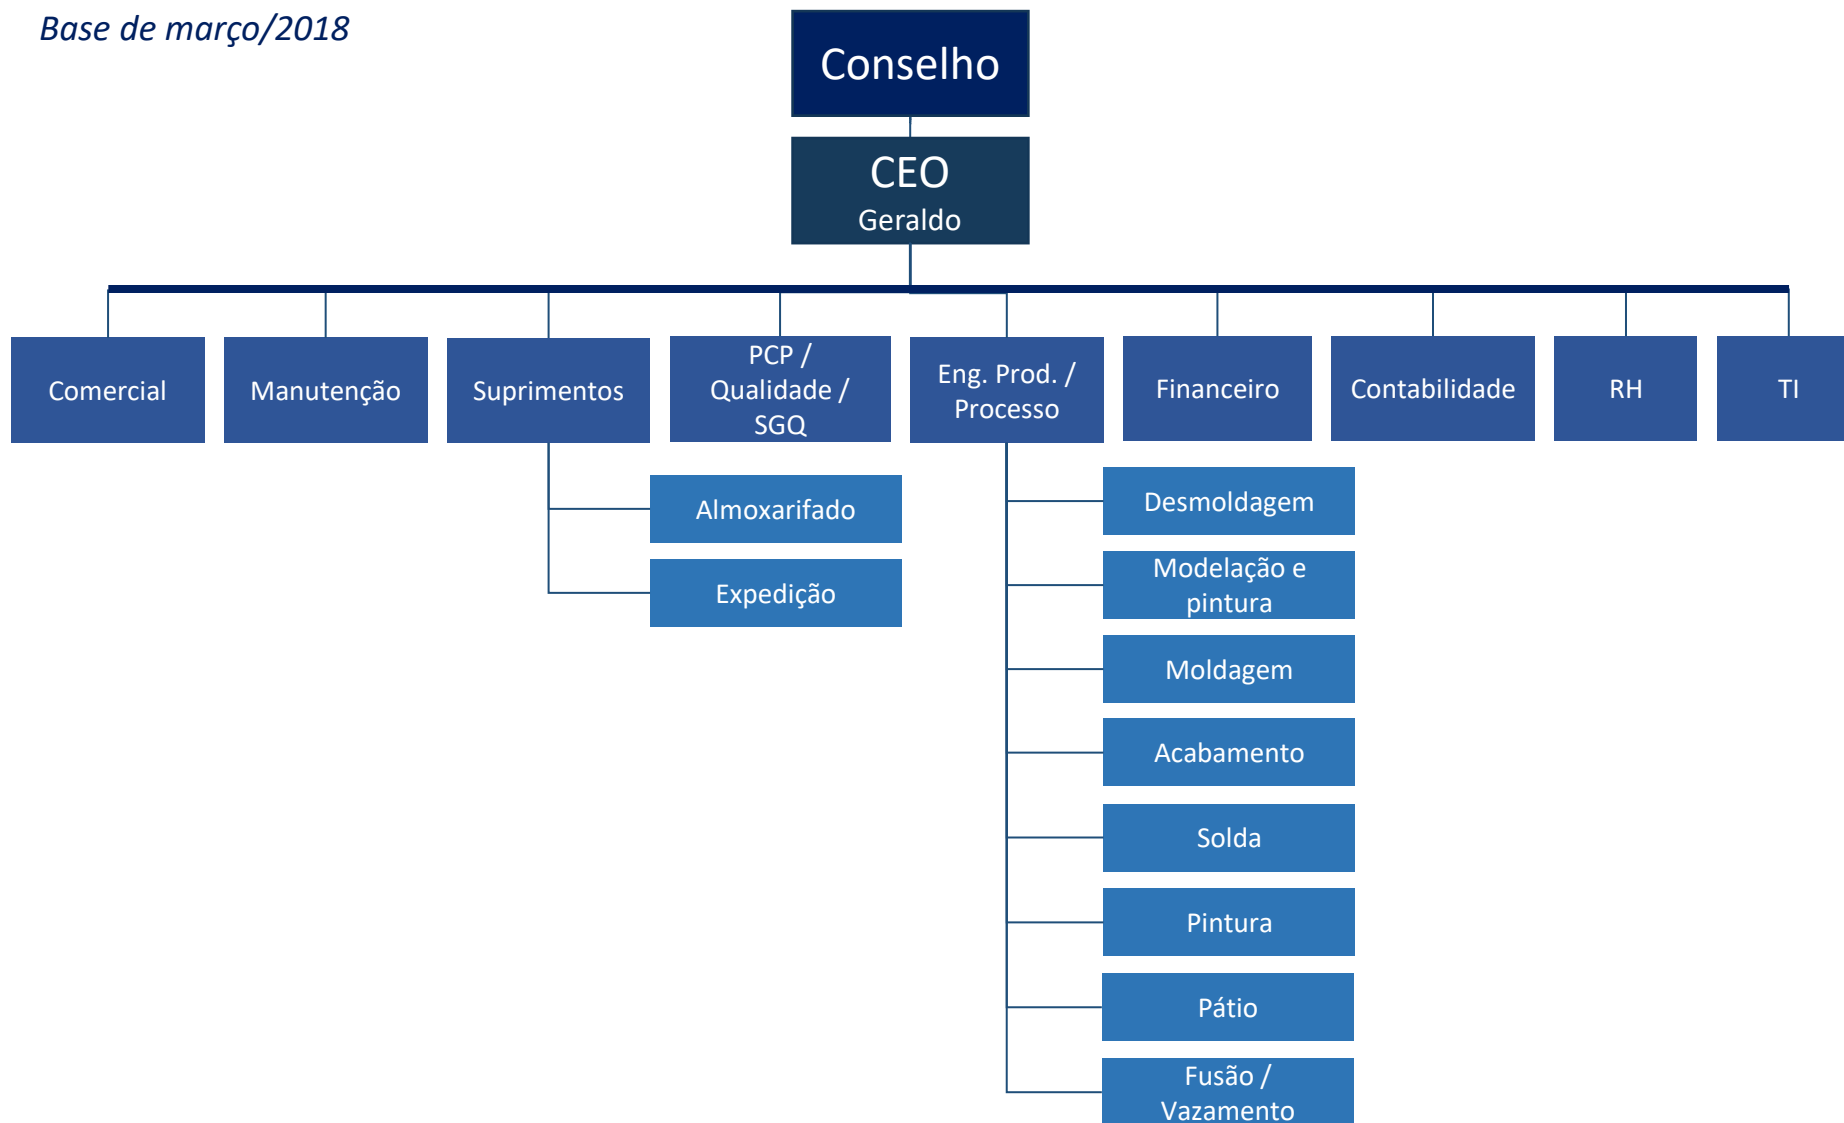 Base de março/2018
Conselho
CEO
Geraldo
Comercial
Manutenção
Suprimentos
PCP /
Qualidade /
SGQ
Eng. Prod. /
Processo
Financeiro
Contabilidade
RH
TI
Almoxarifado
Expedição
Desmoldagem
Modelação e
pintura
Moldagem
Acabamento
Solda
Pintura
Pátio
Fusão /
Vazamento